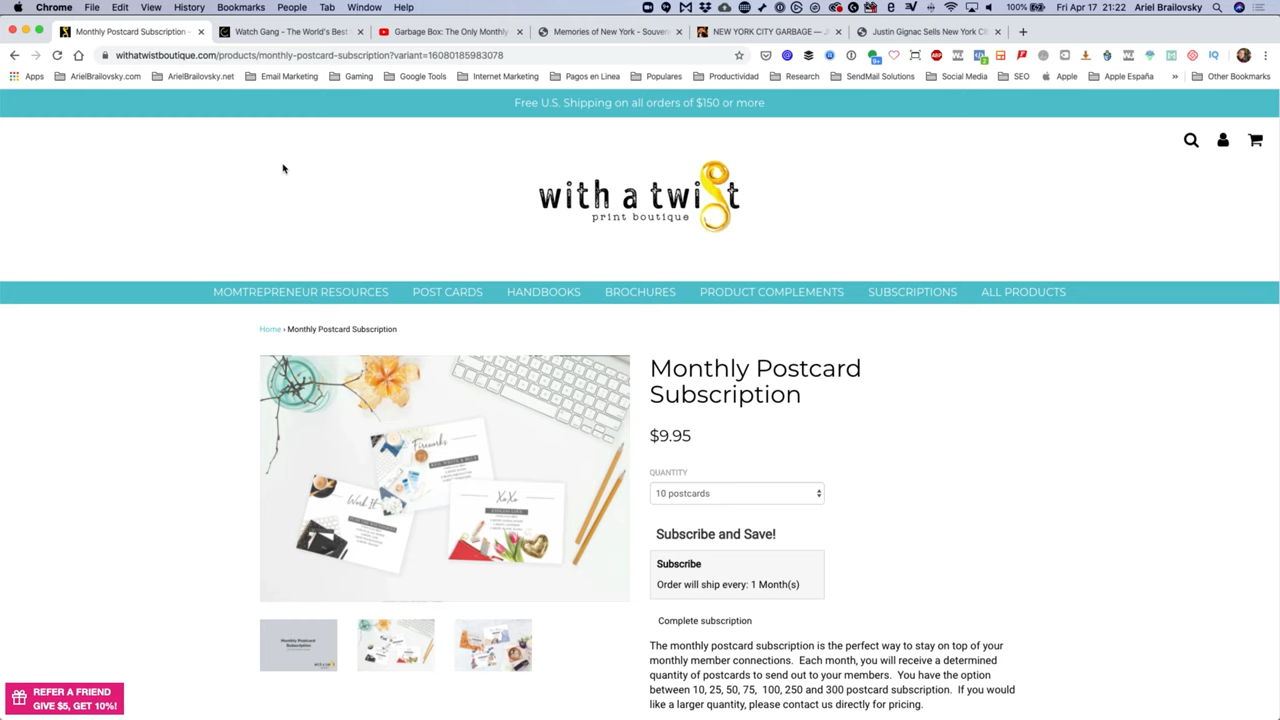 Chrome File Edit View History Bookmarks People Tab Window Help 100% Fri Apr 17 21:22 Ariel Brailovsky
Monthly Postcard Subscription - Watch Gang - The World's Best Garbage Box: The Only Monthly Memories of New York - Souven NEW YORK CITY GARBAGE — J Justin Gignac Sells New York Ci
withatwistboutique.com/products/monthly-postcard-subscription?variant=16080185983078
Apps ArielBrailovsky.com ArielBrailovsky.net Email Marketing Gaming Google Tools Internet Marketing Pagos en Linea Populares Productividad Research SendMail Solutions Social Media SEO Apple Apple España » Other Bookmarks
Free U.S. Shipping on all orders of $150 or more
with a twist
print boutique
MOMTREPRENEUR RESOURCES POST CARDS HANDBOOKS BROCHURES PRODUCT COMPLEMENTS SUBSCRIPTIONS ALL PRODUCTS
Home › Monthly Postcard Subscription
Monthly Postcard
Subscription
$9.95
QUANTITY
10 postcards
Subscribe and Save!
Subscribe
Order will ship every: 1 Month(s)
Complete subscription
The monthly postcard subscription is the perfect way to stay on top of your
monthly member connections. Each month, you will receive a determined
quantity of postcards to send out to your members. You have the option
between 10, 25, 50, 75, 100, 250 and 300 postcard subscription. If you would
like a larger quantity, please contact us directly for pricing.
Fireworks
Work It
XoXo
Monthly Postcard
Subscription
REFER A FRIEND
GIVE $5, GET 10%!